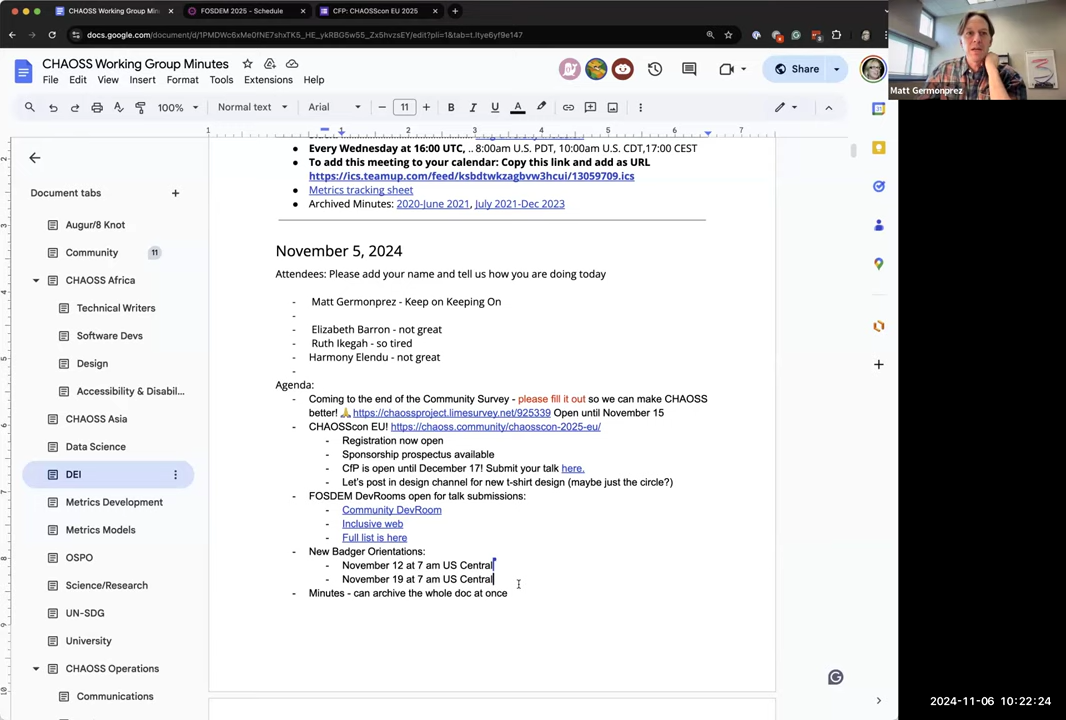 CHAOSS Working Group Minu
FOSDEM 2025 - Schedule
CFP: CHAOSScon EU 2025
docs.google.com/document/d/1PMDWc6xMe0fNE7shxTK5_HE_ykRBG5w55_Zx5hvzsEY/edit?pli=1&tab=t.ltye6yf9e147
CHAOSS Working Group Minutes
File Edit View Insert Format Tools Extensions Help
Share
Matt Germonprez
100% Normal text Arial 11
1 1 2 3 4 5 6 7
Document tabs
Augur/8 Knot
Community 11
CHAOSS Africa
Technical Writers
Software Devs
Design
Accessibility & Disabil...
CHAOSS Asia
Data Science
DEI
Metrics Development
Metrics Models
OSPO
Science/Research
UN-SDG
University
CHAOSS Operations
Communications
Every Wednesday at 16:00 UTC, .. 8:00am U.S. PDT, 10:00am U.S. CDT,17:00 CEST
To add this meeting to your calendar: Copy this link and add as URL
https://ics.teamup.com/feed/ksbdtwkzagbvw3hcui/13059709.ics
Metrics tracking sheet
Archived Minutes: 2020-June 2021, July 2021-Dec 2023
November 5, 2024
Attendees: Please add your name and tell us how you are doing today
- Matt Germonprez - Keep on Keeping On
-
- Elizabeth Barron - not great
- Ruth Ikegah - so tired
- Harmony Elendu - not great
-
Agenda:
- Coming to the end of the Community Survey - please fill it out so we can make CHAOSS
better! 🙏 https://chaossproject.limesurvey.net/925339 Open until November 15
- CHAOSScon EU! https://chaoss.community/chaosscon-2025-eu/
- Registration now open
- Sponsorship prospectus available
- CfP is open until December 17! Submit your talk here.
- Let's post in design channel for new t-shirt design (maybe just the circle?)
- FOSDEM DevRooms open for talk submissions:
- Community DevRoom
- Inclusive web
- Full list is here
- New Badger Orientations:
- November 12 at 7 am US Central
- November 19 at 7 am US Central
- Minutes - can archive the whole doc at once
2024-11-06 10:22:24